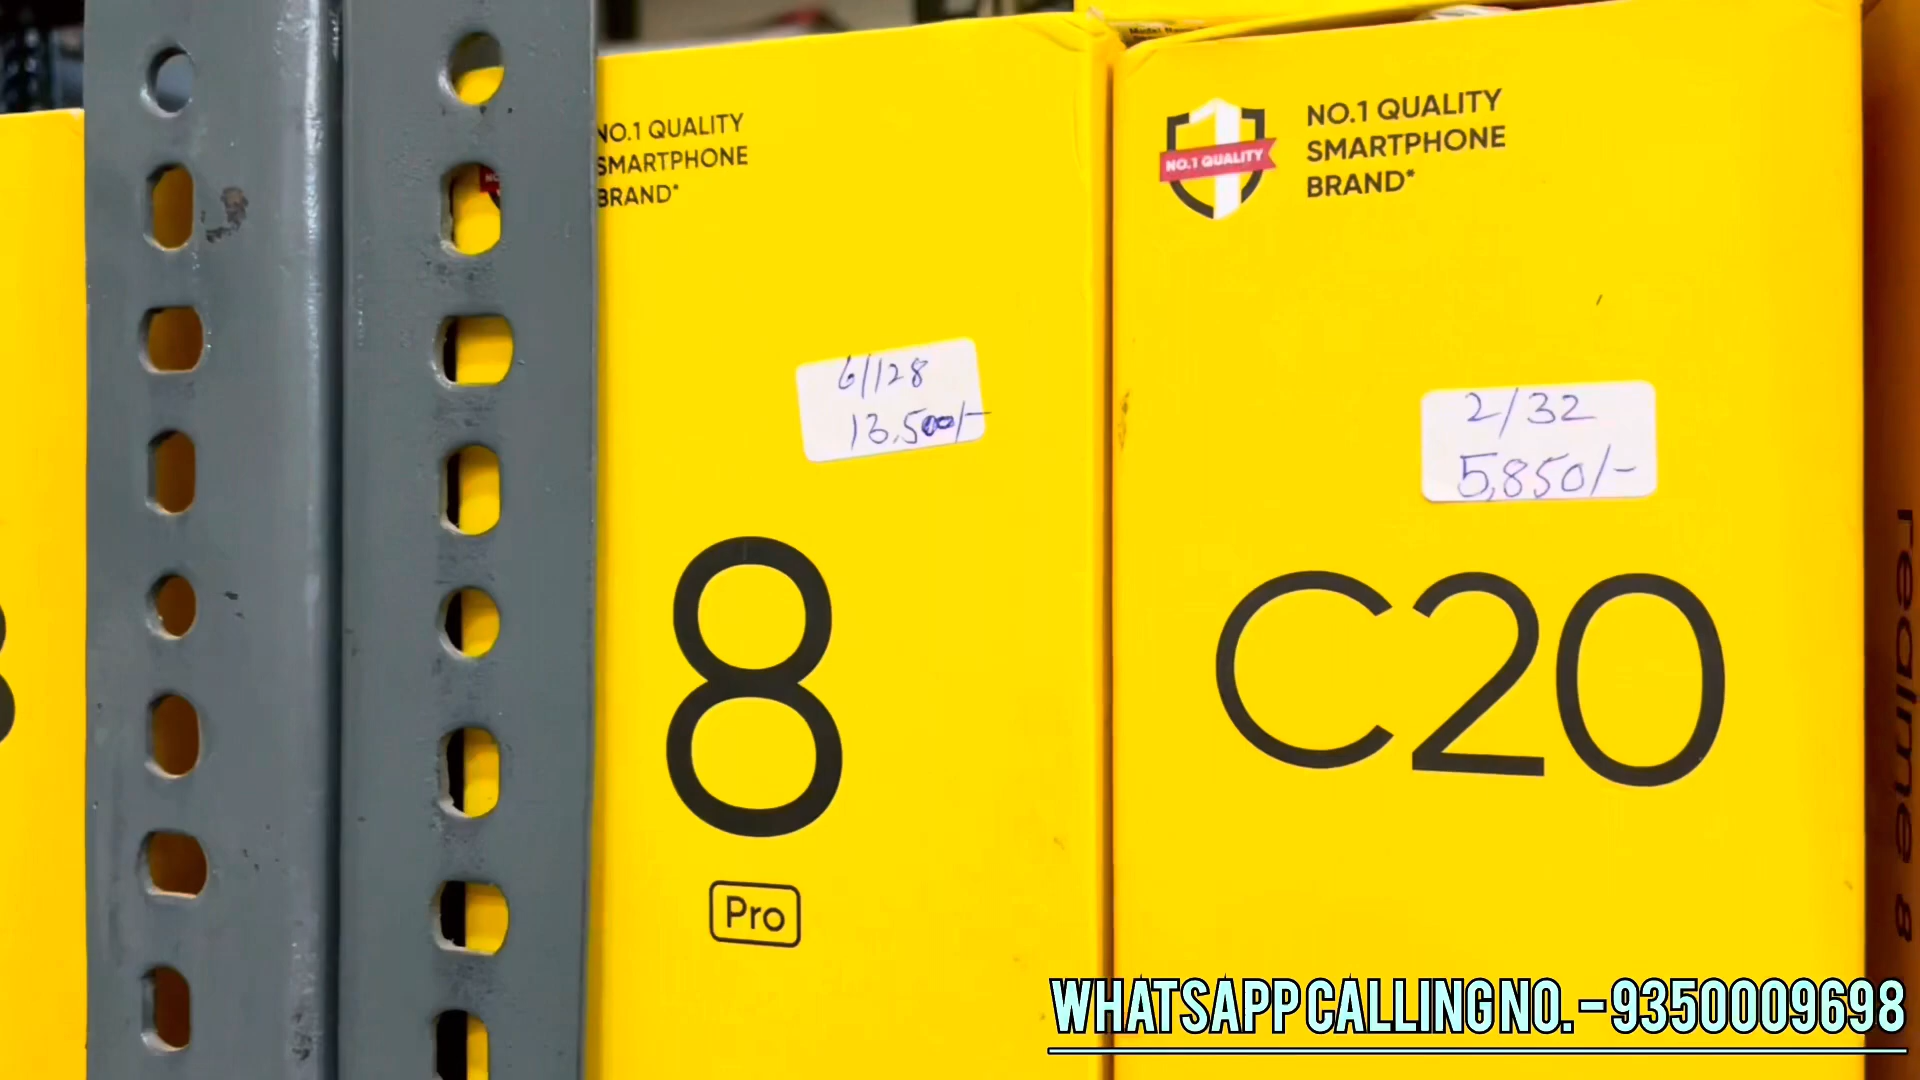 NO.1 QUALITY
SMARTPHONE
BRAND*
6/128
13,500/-
8
Pro
NO.1 QUALITY
NO.1 QUALITY
SMARTPHONE
BRAND*
2/32
5,850/-
C20
realme 8
WHATSAPP CALLING NO. - 9350009698